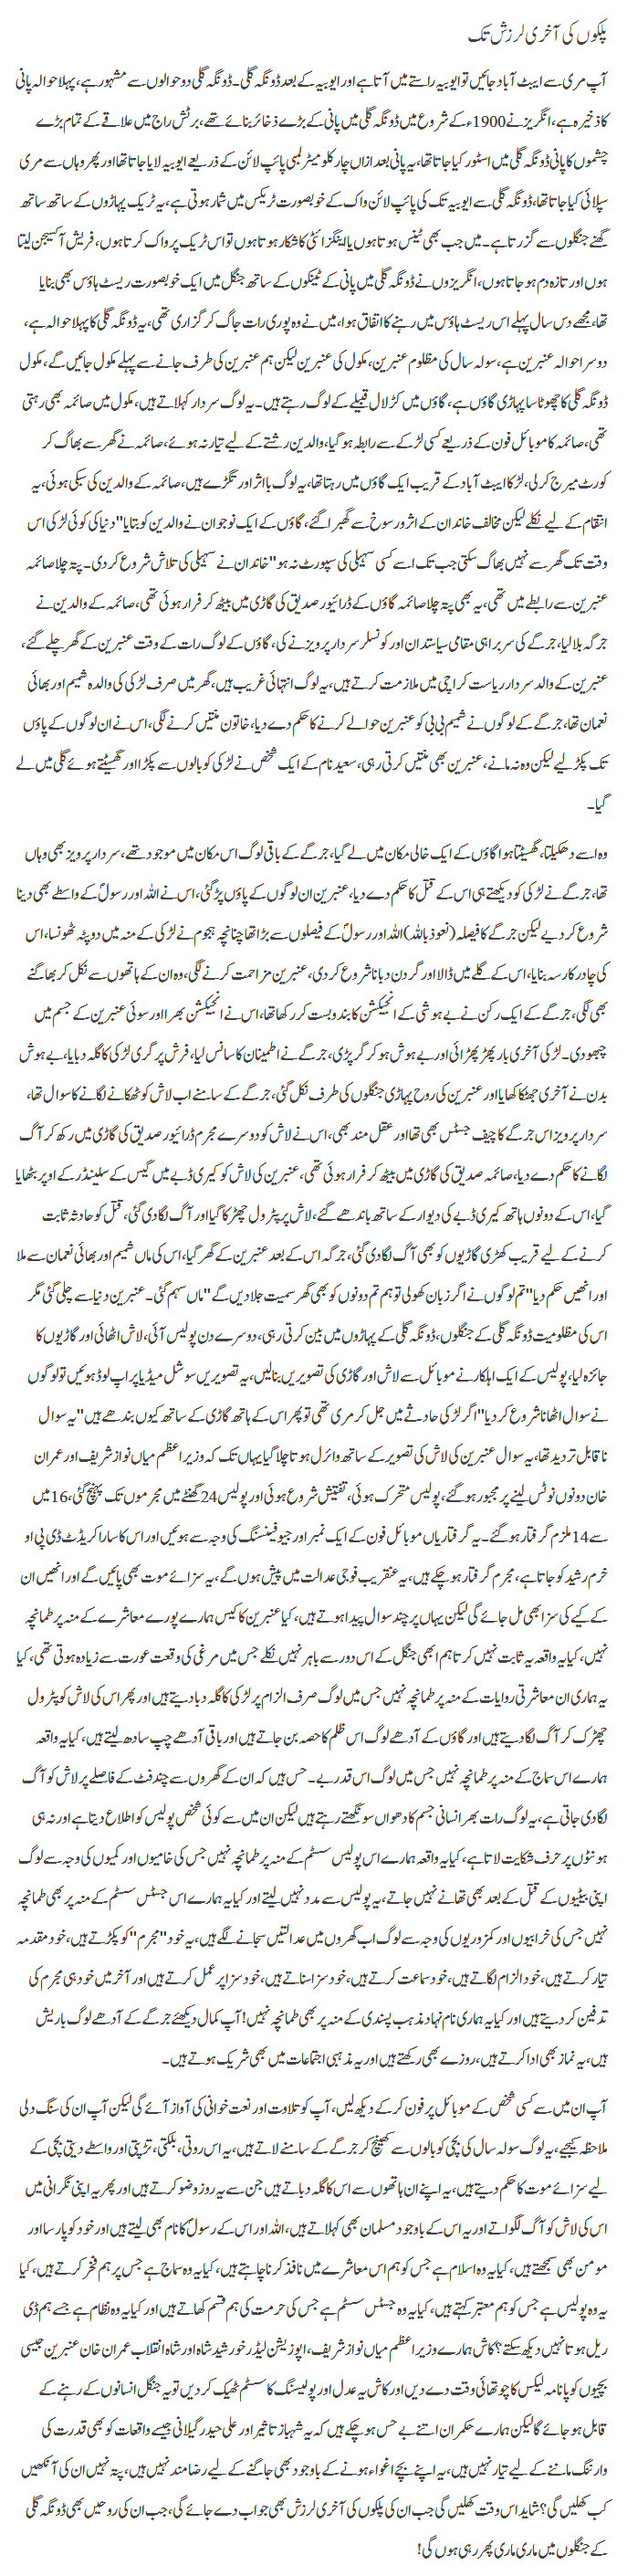 پلکوں کی آخری لرزش تک
آپ مری سے ایبٹ آباد جائیں تو ایوبیہ راستے میں آتا ہے اور ایوبیہ کے بعد ڈونگہ گلی۔ ڈونگہ گلی دو حوالوں سے مشہور ہے، پہلا حوالہ پانی
کا ذخیرہ ہے، انگریز نے 1900ء کے شروع میں ڈونگہ گلی میں پانی کے بڑے ذخائر بنائے تھے، برٹش راج میں علاقے کے تمام بڑے
چشموں کا پانی ڈونگہ گلی میں اسٹور کیا جاتا تھا، یہ پانی بعد ازاں چار کلومیٹر لمبی پائپ لائن کے ذریعے ایوبیہ لایا جاتا تھا اور پھر وہاں سے مری
سپلائی کیا جاتا تھا، ڈونگہ گلی سے ایوبیہ تک کی پائپ لائن واک کے خوبصورت ٹریکس میں شمار ہوتی ہے، یہ ٹریک پہاڑوں کے ساتھ ساتھ
گھنے جنگلوں سے گزرتا ہے۔ میں جب بھی ٹینس ہوتا ہوں یا اینگزائٹی کا شکار ہوتا ہوں تو اس ٹریک پر واک کرتا ہوں، فریش آکسیجن لیتا
ہوں اور تازہ دم ہو جاتا ہوں، انگریزوں نے ڈونگہ گلی میں پانی کے ٹینکوں کے ساتھ جنگل میں ایک خوبصورت ریسٹ ہاؤس بھی بنایا
تھا، مجھے دس سال پہلے اس ریسٹ ہاؤس میں رہنے کا اتفاق ہوا، میں نے وہ پوری رات جاگ کر گزاری تھی، یہ ڈونگہ گلی کا پہلا حوالہ ہے،
دوسرا حوالہ عنبرین ہے، سولہ سال کی مظلوم عنبرین، مکول کی عنبرین لیکن ہم عنبرین کی طرف جانے سے پہلے مکول جائیں گے، مکول
ڈونگہ گلی کا چھوٹا سا پہاڑی گاؤں ہے، گاؤں میں کڑلال قبیلے کے لوگ رہتے ہیں۔ یہ لوگ سردار کہلاتے ہیں، مکول میں صائمہ بھی رہتی
تھی، صائمہ کا موبائل فون کے ذریعے کسی لڑکے سے رابطہ ہو گیا، والدین رشتے کے لیے تیار نہ ہوئے، صائمہ نے گھر سے بھاگ کر
کورٹ میرج کرلی، لڑکا ایبٹ آباد کے قریب ایک گاؤں میں رہتا تھا، یہ لوگ بااثر اور تگڑے ہیں، صائمہ کے والدین کی سبکی ہوئی، یہ
انتقام کے لیے نکلے لیکن مخالف خاندان کے اثر و رسوخ سے گھبرا گئے، گاؤں کے ایک نوجوان نے والدین کو بتایا "دنیا کی کوئی لڑکی اس
وقت تک گھر سے نہیں بھاگ سکتی جب تک اسے کسی سہیلی کی سپورٹ نہ ہو" خاندان نے سہیلی کی تلاش شروع کر دی۔ پتہ چلا صائمہ
عنبرین سے رابطے میں تھی، یہ بھی پتہ چلا صائمہ گاؤں کے ڈرائیور صدیق کی گاڑی میں بیٹھ کر فرار ہوئی تھی، صائمہ کے والدین نے
جرگہ بلا لیا، جرگے کی سربراہی مقامی سیاستدان اور کونسلر سردار پرویز نے کی، گاؤں کے لوگ رات کے وقت عنبرین کے گھر چلے گئے،
عنبرین کے والد سردار ریاست کراچی میں ملازمت کرتے ہیں، یہ لوگ انتہائی غریب ہیں، گھر میں صرف لڑکی کی والدہ شمیم اور بھائی
نعمان تھا، جرگے کے لوگوں نے شمیم بی بی کو عنبرین حوالے کرنے کا حکم دے دیا، خاتون منتیں کرنے لگی، اس نے ان لوگوں کے پاؤں
تک پکڑ لیے لیکن وہ نہ مانے، عنبرین بھی منتیں کرتی رہی، سعید نام کے ایک شخص نے لڑکی کو بالوں سے پکڑا اور گھسیٹتے ہوئے گلی میں لے
گیا۔
وہ اسے دھکیلتا، گھسیٹتا ہوا گاؤں کے ایک خالی مکان میں لے گیا، جرگے کے باقی لوگ اس مکان میں موجود تھے، سردار پرویز بھی وہاں
تھا، جرگے نے لڑکی کو دیکھتے ہی اس کے قتل کا حکم دے دیا، عنبرین ان لوگوں کے پاؤں پڑ گئی، اس نے اللہ اور رسولؐ کے واسطے بھی دینا
شروع کر دیے لیکن جرگے کا فیصلہ (نعوذ باللہ) اللہ اور رسولؐ کے فیصلوں سے بڑا تھا چنانچہ ہجوم نے لڑکی کے منہ میں دوپٹہ ٹھونسا، اس
کی چادر کا رسہ بنایا، اس کے گلے میں ڈالا اور گردن دبانا شروع کر دی، عنبرین مزاحمت کرنے لگی، وہ ان کے ہاتھوں سے نکل کر بھاگنے
بھی لگی، جرگے کے ایک رکن نے بے ہوشی کے انجیکشن کا بندوبست کر رکھا تھا، اس نے انجیکشن بھرا اور سوئی عنبرین کے جسم میں
چبھو دی۔ لڑکی آخری بار پھڑپھڑائی اور بے ہوش ہو کر گر پڑی، جرگے نے اطمینان کا سانس لیا، فرش پر گری لڑکی کا گلہ دبایا، بے ہوش
بدن نے آخری جھٹکا کھایا اور عنبرین کی روح پہاڑی جنگلوں کی طرف نکل گئی، جرگے کے سامنے اب لاش کو ٹھکانے لگانے کا سوال تھا،
سردار پرویز اس جرگے کا چیف جسٹس بھی تھا اور عقل مند بھی، اس نے لاش کو دوسرے مجرم ڈرائیور صدیق کی گاڑی میں رکھ کر آگ
لگانے کا حکم دے دیا، صائمہ صدیق کی گاڑی میں بیٹھ کر فرار ہوئی تھی، عنبرین کی لاش کو کیری ڈبے میں گیس کے سلینڈر کے اوپر بٹھایا
گیا، اس کے دونوں ہاتھ کیری ڈبے کی دیوار کے ساتھ باندھے گئے، لاش پر پٹرول چھڑکا گیا اور آگ لگا دی گئی، قتل کو حادثہ ثابت
کرنے کے لیے قریب کھڑی گاڑیوں کو بھی آگ لگا دی گئی، جرگہ اس کے بعد عنبرین کے گھر گیا، اس کی ماں شمیم اور بھائی نعمان سے ملا
اور انھیں حکم دیا "تم لوگوں نے اگر زبان کھولی تو ہم تم دونوں کو بھی گھر سمیت جلا دیں گے" ماں سہم گئی۔ عنبرین دنیا سے چلی گئی مگر
اس کی مظلومیت ڈونگہ گلی کے جنگلوں، ڈونگہ گلی کے پہاڑوں میں بین کرتی رہی، دوسرے دن پولیس آئی، لاش اٹھائی اور گاڑیوں کا
جائزہ لیا، پولیس کے ایک اہلکار نے موبائل سے لاش اور گاڑی کی تصویریں بنا لیں، یہ تصویریں سوشل میڈیا پر اپ لوڈ ہوئیں تو لوگوں
نے سوال اٹھانا شروع کر دیا "اگر لڑکی حادثے میں جل کر مری تھی تو پھر اس کے ہاتھ گاڑی کے ساتھ کیوں بندھے ہیں" یہ سوال
ناقابل تردید تھا، یہ سوال عنبرین کی لاش کی تصویر کے ساتھ وائرل ہوتا چلا گیا یہاں تک کہ وزیراعظم میاں نواز شریف اور عمران
خان دونوں نوٹس لینے پر مجبور ہو گئے، پولیس متحرک ہوئی، تفتیش شروع ہوئی اور پولیس 24 گھنٹے میں مجرموں تک پہنچ گئی، 16 میں
سے 14 ملزم گرفتار ہو گئے۔ یہ گرفتاریاں موبائل فون کے ایک نمبر اور جیو فینسنگ کی وجہ سے ہوئیں اور اس کا سارا کریڈٹ ڈی پی او
خرم رشید کو جاتا ہے، مجرم گرفتار ہو چکے ہیں، یہ عنقریب فوجی عدالت میں پیش ہوں گے، یہ سزائے موت بھی پائیں گے اور انھیں ان
کے کیے کی سزا بھی مل جائے گی لیکن یہاں پر چند سوال پیدا ہوتے ہیں، کیا عنبرین کا کیس ہمارے پورے معاشرے کے منہ پر طمانچہ
نہیں، کیا یہ واقعہ یہ ثابت نہیں کرتا ہم ابھی جنگل کے اس دور سے باہر نہیں نکلے جس میں مرغی کی وقعت عورت سے زیادہ ہوتی تھی، کیا
یہ ہماری ان معاشرتی روایات کے منہ پر طمانچہ نہیں جس میں لوگ صرف الزام پر لڑکی کا گلہ دبا دیتے ہیں اور پھر اس کی لاش کو پٹرول
چھڑک کر آگ لگا دیتے ہیں اور گاؤں کے آدھے لوگ اس ظلم کا حصہ بن جاتے ہیں اور باقی آدھے چپ سادھ لیتے ہیں، کیا یہ واقعہ
ہمارے اس سماج کے منہ پر طمانچہ نہیں جس میں لوگ اس قدر بے۔ حس ہیں کہ ان کے گھروں سے چند فٹ کے فاصلے پر لاش کو آگ
لگا دی جاتی ہے، یہ لوگ رات بھر انسانی جسم کا دھواں سونگھتے رہتے ہیں لیکن ان میں سے کوئی شخص پولیس کو اطلاع دیتا ہے اور نہ ہی
ہونٹوں پر حرف شکایت لاتا ہے، کیا یہ واقعہ ہمارے اس پولیس سسٹم کے منہ پر طمانچہ نہیں جس کی خامیوں اور کمیوں کی وجہ سے لوگ
اپنی بیٹیوں کے قتل کے بعد بھی تھانے نہیں جاتے، یہ پولیس سے مدد نہیں لیتے اور کیا یہ ہمارے اس جسٹس سسٹم کے منہ پر بھی طمانچہ
نہیں جس کی خرابیوں اور کمزوریوں کی وجہ سے لوگ اب گھروں میں عدالتیں سجانے لگے ہیں، یہ خود "مجرم" کو پکڑتے ہیں، خود مقدمہ
تیار کرتے ہیں، خود الزام لگاتے ہیں، خود سماعت کرتے ہیں، خود سزا سناتے ہیں، خود سزا پر عمل کرتے ہیں اور آخر میں خود ہی مجرم کی
تدفین کر دیتے ہیں اور کیا یہ ہماری نام نہاد مذہب پسندی کے منہ پر بھی طمانچہ نہیں! آپ کمال دیکھئے جرگے کے آدھے لوگ باریش
ہیں، یہ نماز بھی ادا کرتے ہیں، روزے بھی رکھتے ہیں اور یہ مذہبی اجتماعات میں بھی شریک ہوتے ہیں۔
آپ ان میں سے کسی شخص کے موبائل پر فون کر کے دیکھ لیں، آپ کو تلاوت اور نعت خوانی کی آواز آئے گی لیکن آپ ان کی سنگ دلی
ملاحظہ کیجیے، یہ لوگ سولہ سال کی بچی کو بالوں سے کھینچ کر جرگے کے سامنے لاتے ہیں، یہ اس روتی، بلکتی، تڑپتی اور واسطے دیتی بچی کے
لیے سزائے موت کا حکم دیتے ہیں، یہ اپنے ان ہاتھوں سے اس کا گلہ دباتے ہیں جن سے یہ روز وضو کرتے ہیں اور پھر یہ اپنی نگرانی میں
اس کی لاش کو آگ لگواتے اور یہ اس کے باوجود مسلمان بھی کہلاتے ہیں، اللہ اور اس کے رسولؐ کا نام بھی لیتے ہیں اور خود کو پارسا اور
مومن بھی سمجھتے ہیں، کیا یہ وہ اسلام ہے جس کو ہم اس معاشرے میں نافذ کرنا چاہتے ہیں، کیا یہ وہ سماج ہے جس پر ہم فخر کرتے ہیں، کیا
یہ وہ پولیس ہے جس کو ہم معتبر کہتے ہیں، کیا یہ وہ جسٹس سسٹم ہے جس کی حرمت کی ہم قسم کھاتے ہیں اور کیا یہ وہ نظام ہے جسے ہم ڈی
ریل ہوتا نہیں دیکھ سکتے؟ کاش ہمارے وزیراعظم میاں نواز شریف، اپوزیشن لیڈر خورشید شاہ اور شاہ انقلاب عمران خان عنبرین جیسی
بچیوں کو پانامہ لیکس کا چوتھائی وقت دے دیں اور کاش یہ عدل اور پولیسنگ کا سسٹم ٹھیک کر دیں تو یہ جنگل انسانوں کے رہنے کے
قابل ہو جائے گا لیکن ہمارے حکمران اتنے بے حس ہو چکے ہیں کہ یہ شہباز تاثیر اور علی حیدر گیلانی جیسے واقعات کو بھی قدرت کی
وارننگ ماننے کے لیے تیار نہیں ہیں، یہ اپنے بچے اغواء ہونے کے باوجود بھی جاگنے کے لیے رضا مند نہیں ہیں، پتہ نہیں ان کی آنکھیں
کب کھلیں گی؟ شاید اس وقت کھلیں گی جب ان کی پلکوں کی آخری لرزش بھی جواب دے جائے گی، جب ان کی روحیں بھی ڈونگہ گلی
کے جنگلوں میں ماری ماری پھر رہی ہوں گی!